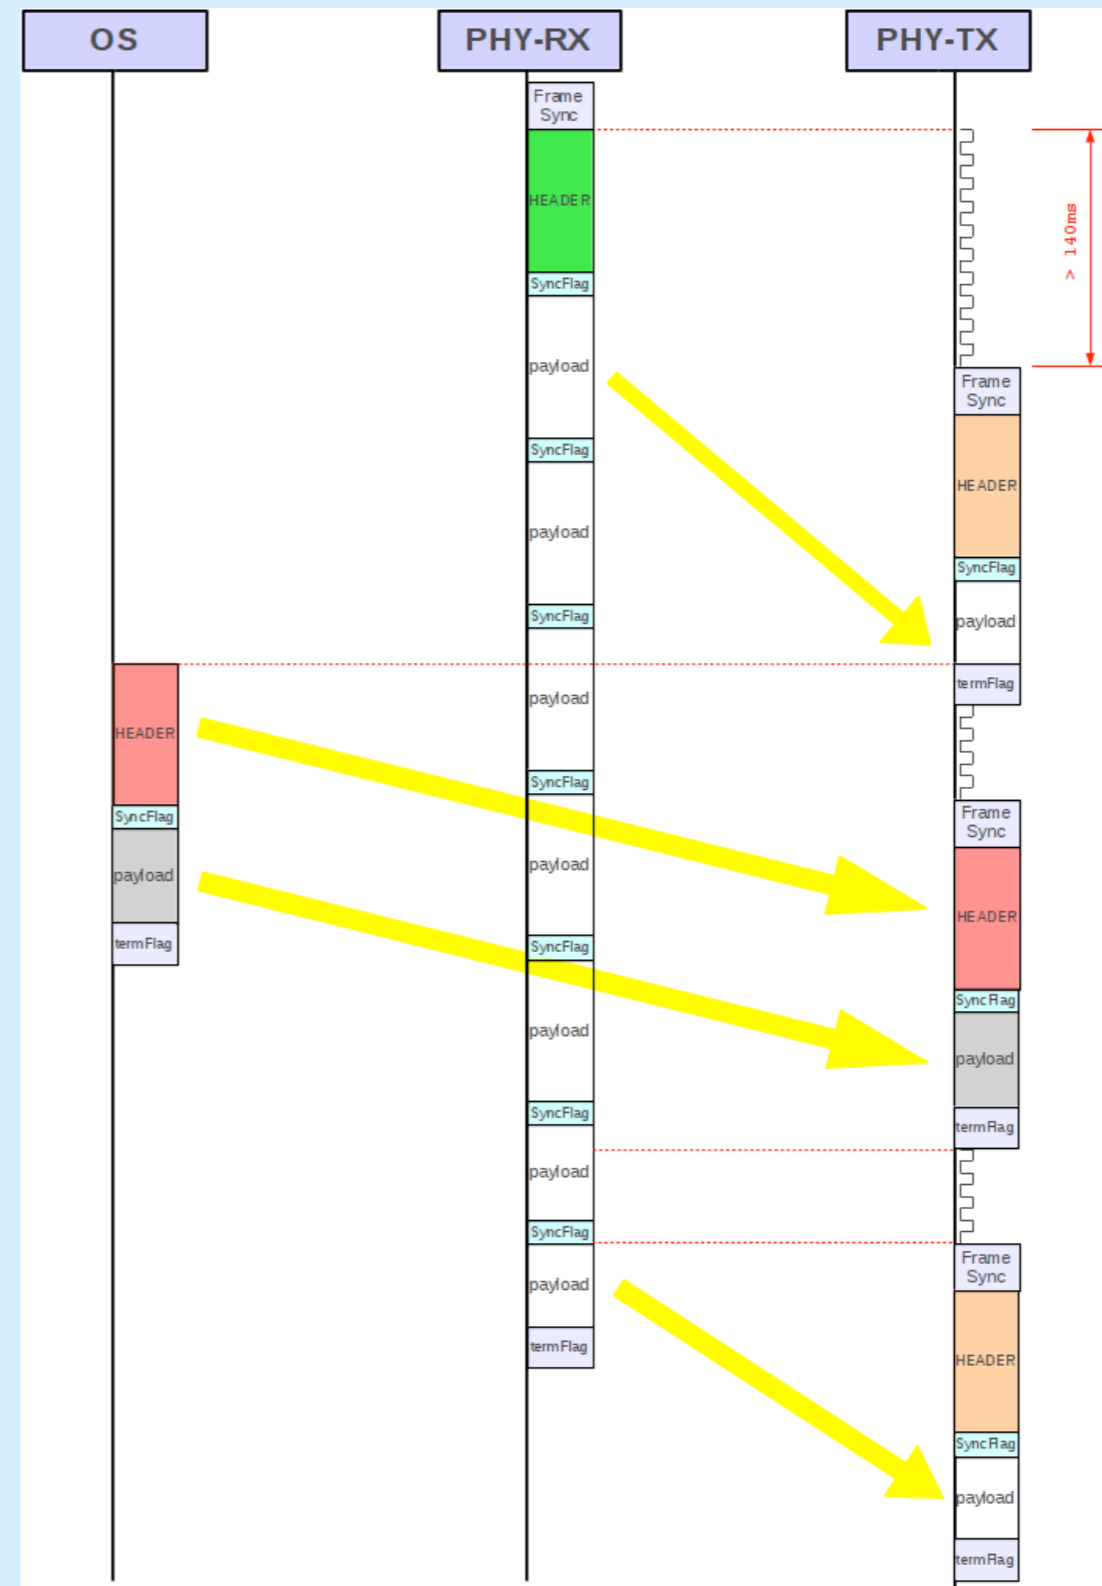 OS
PHY-RX
PHY-TX
Frame
Sync
HEADER
SyncFlag
payload
SyncFlag
payload
SyncFlag
payload
SyncFlag
payload
SyncFlag
payload
SyncFlag
payload
SyncFlag
payload
termFlag
> 140ms
Frame
Sync
HEADER
SyncFlag
payload
termFlag
Frame
Sync
HEADER
SyncFlag
payload
termFlag
Frame
Sync
HEADER
SyncFlag
payload
termFlag
HEADER
SyncFlag
payload
termFlag